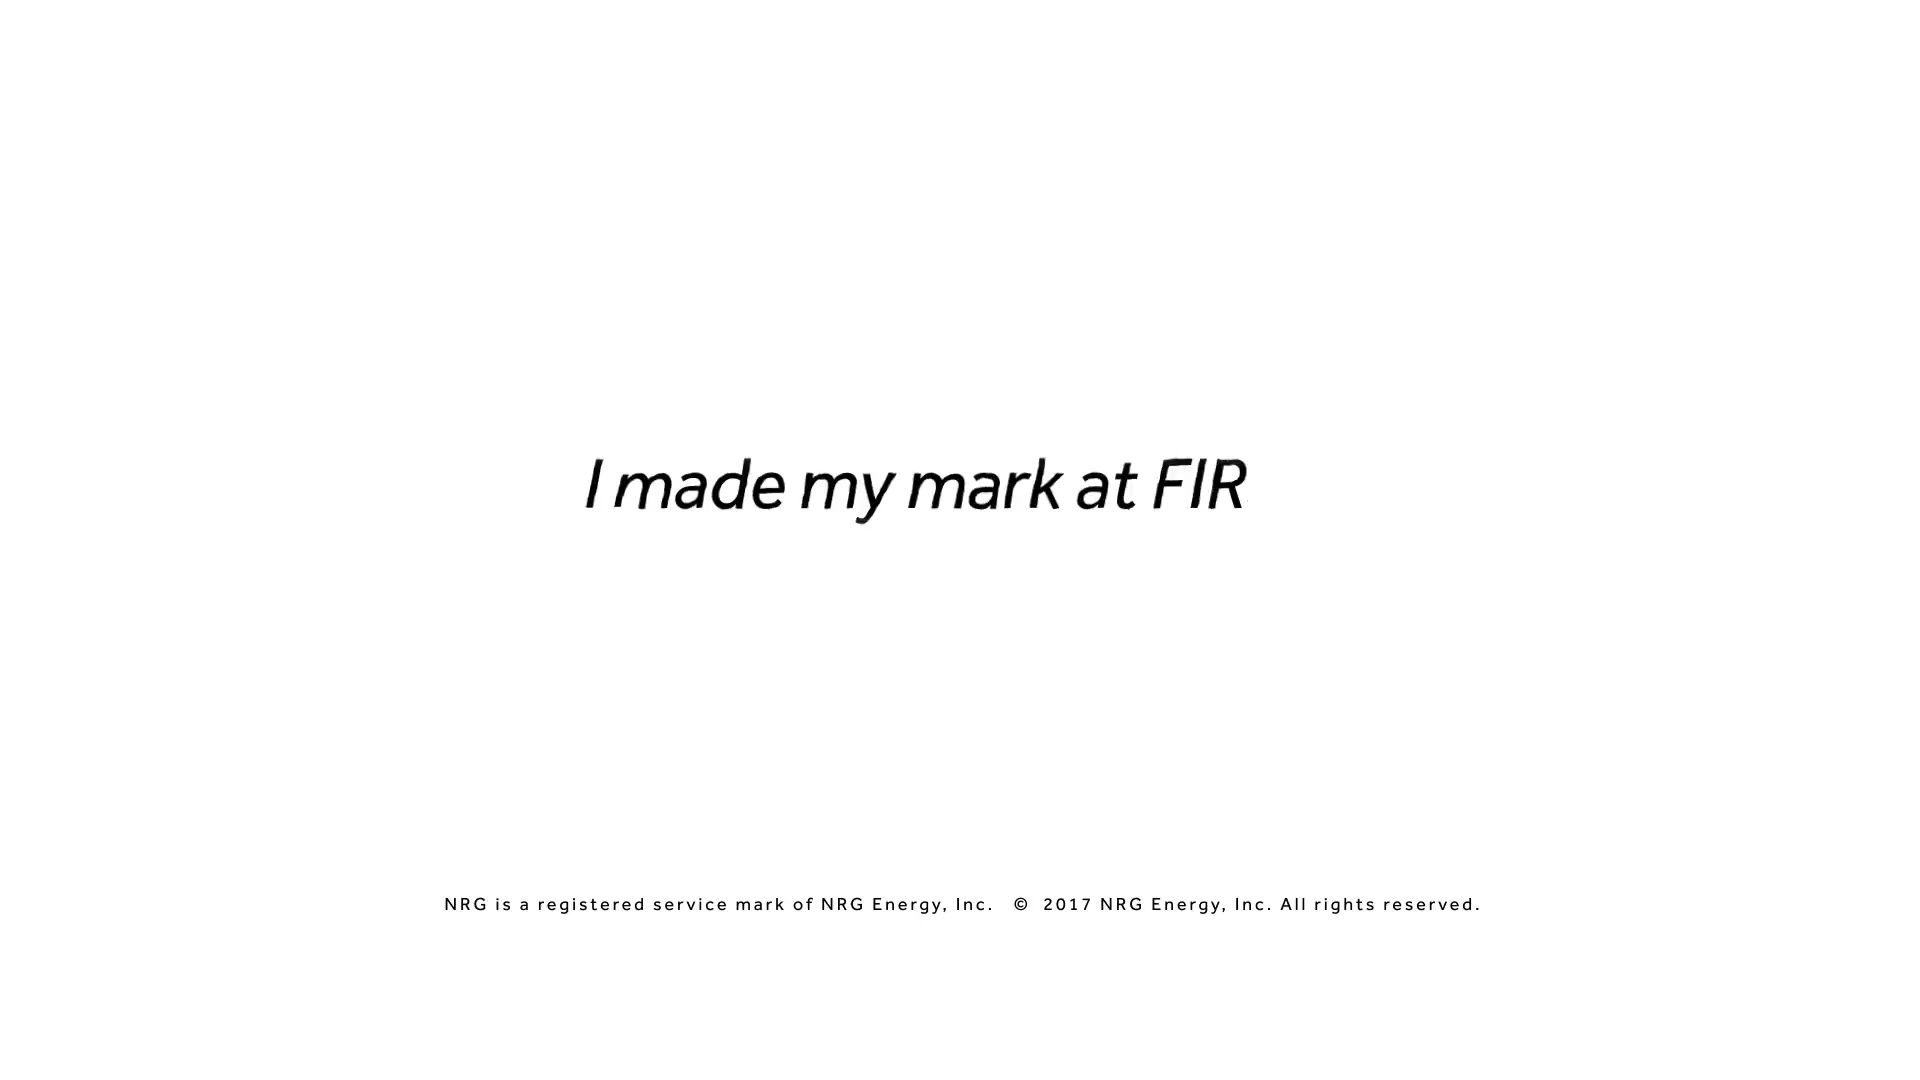 I made my mark at FIR
NRG is a registered service mark of NRG Energy, Inc. © 2017 NRG Energy, Inc. All rights reserved.